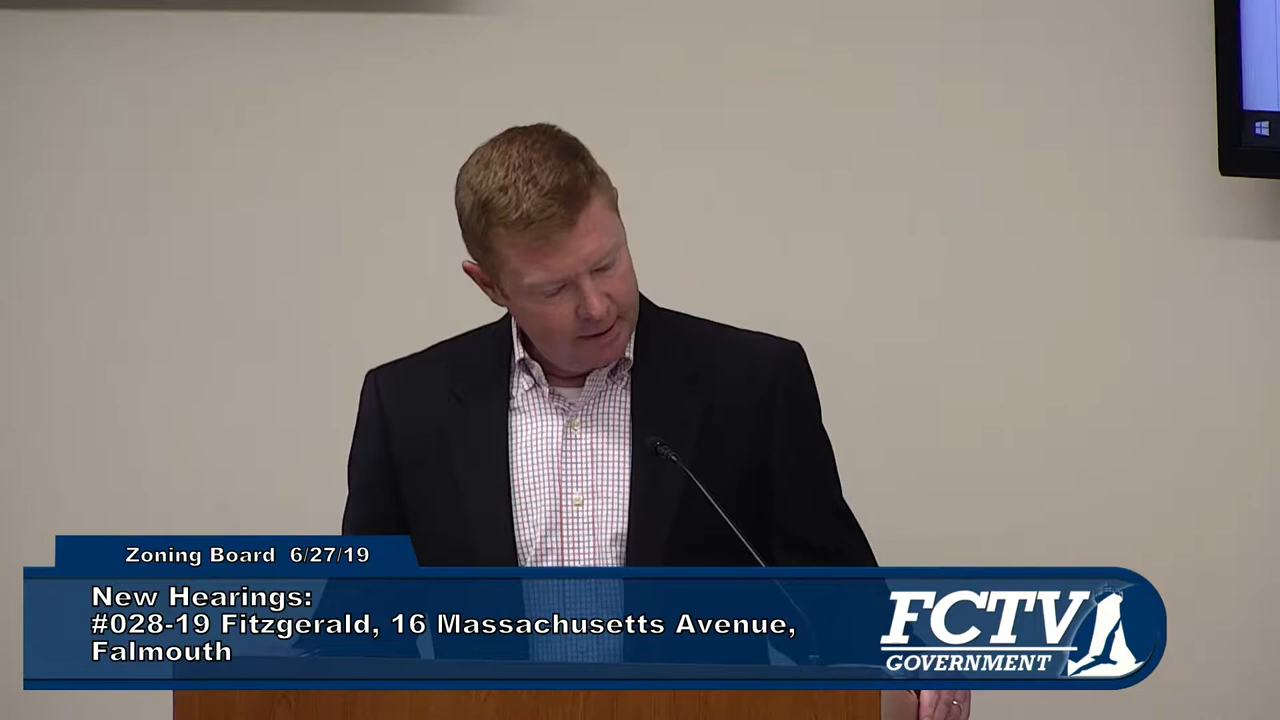 Zoning Board 6/27/19
New Hearings:
#028-19 Fitzgerald, 16 Massachusetts Avenue,
Falmouth
FCTV
GOVERNMENT